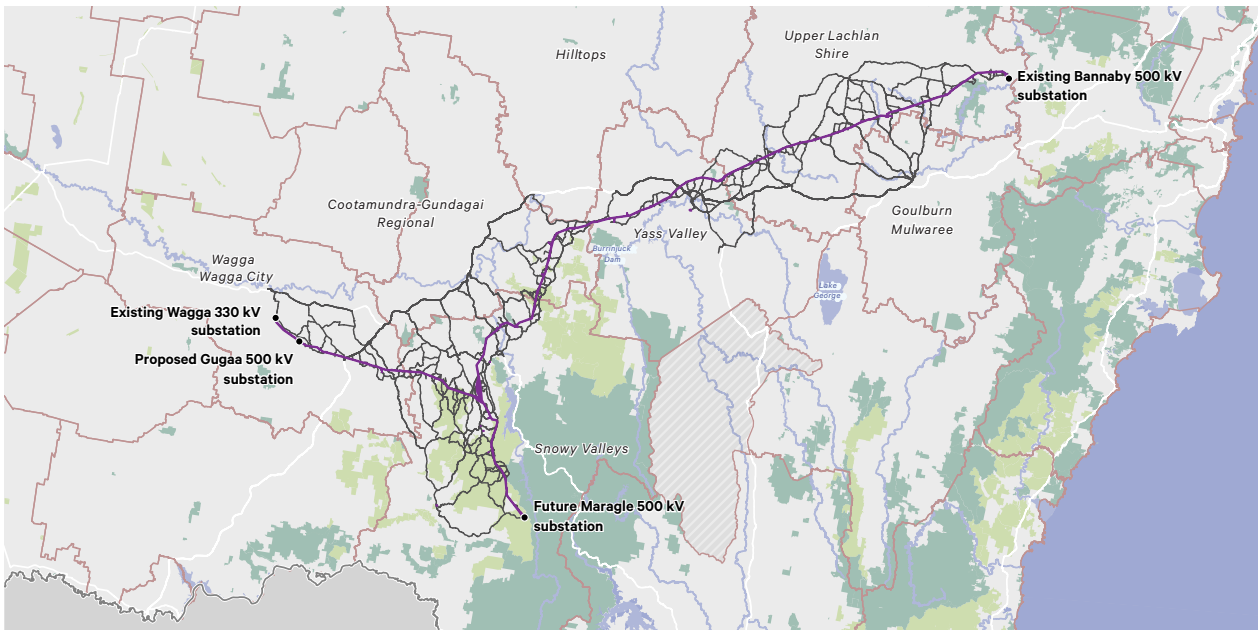 Upper Lachlan
Shire
Hilltops
Existing Bannaby 500 kV
substation
Cootamundra-Gundagai
Regional
Goulburn
Mulwaree
Yass Valley
Burrinjuck
Dam
Wagga
Wagga City
Lake
George
Existing Wagga 330 kV
substation
Proposed Gugaa 500 kV
substation
Snowy Valleys
Future Maragle 500 kV
substation